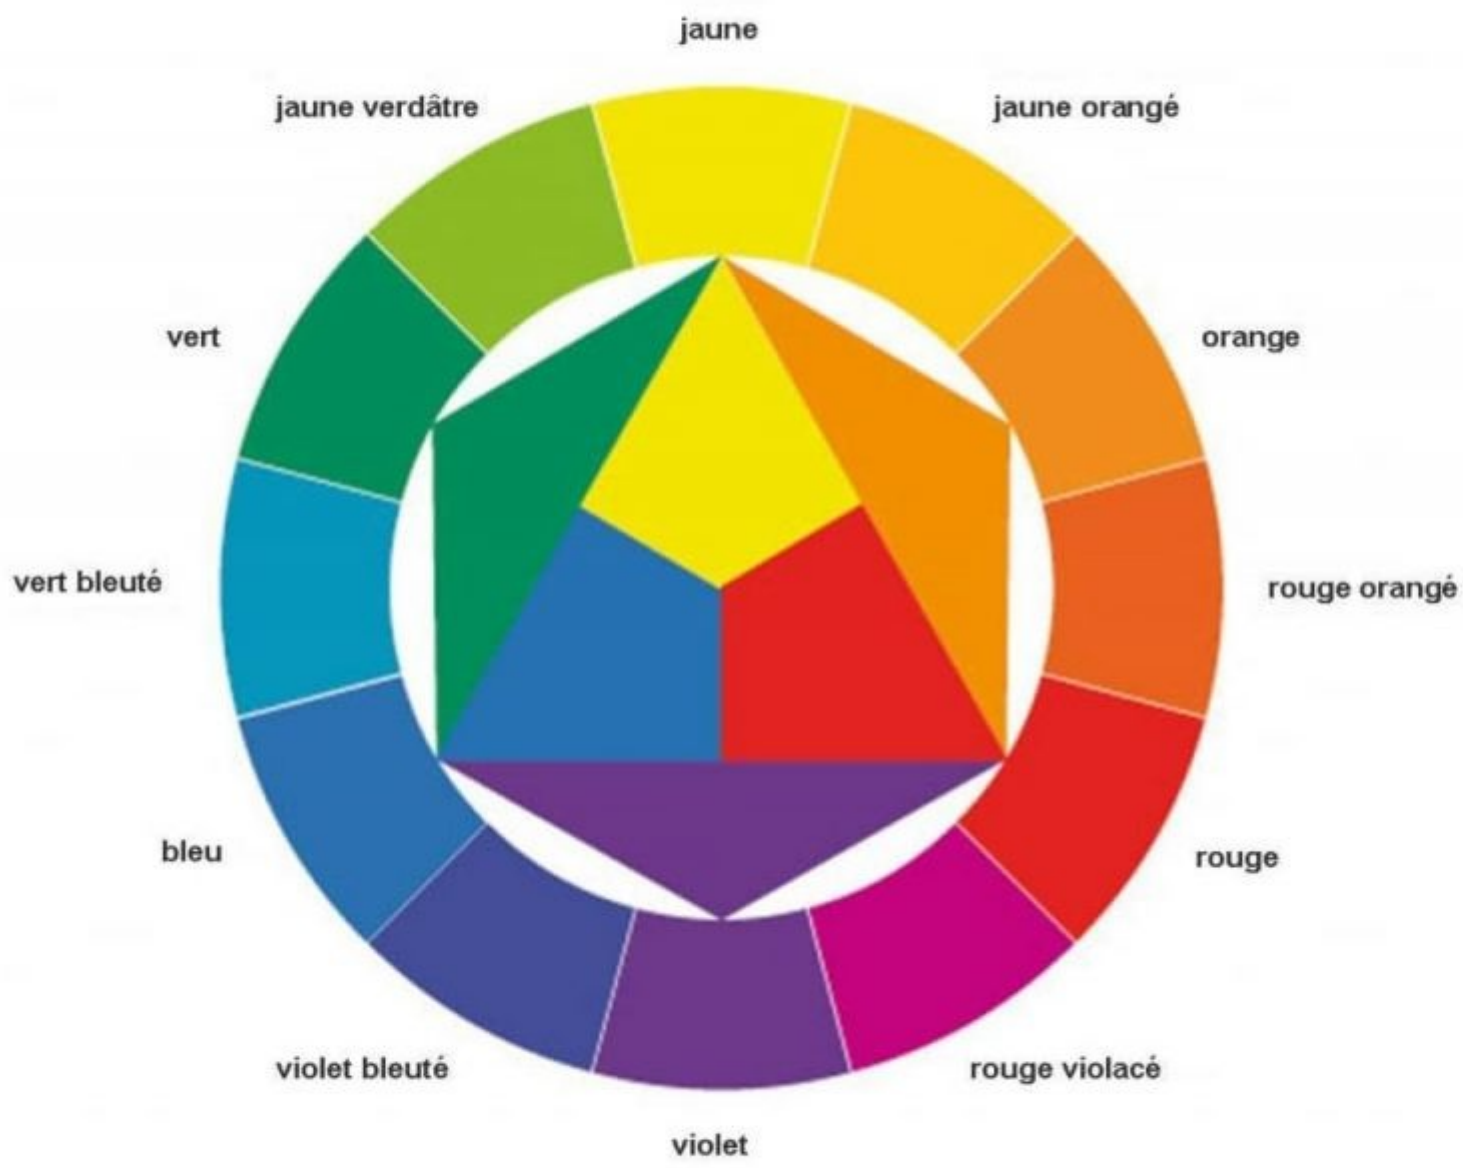 jaune
jaune verdâtre
jaune orangé
vert
orange
vert bleuté
rouge orangé
bleu
rouge
violet bleuté
rouge violacé
violet